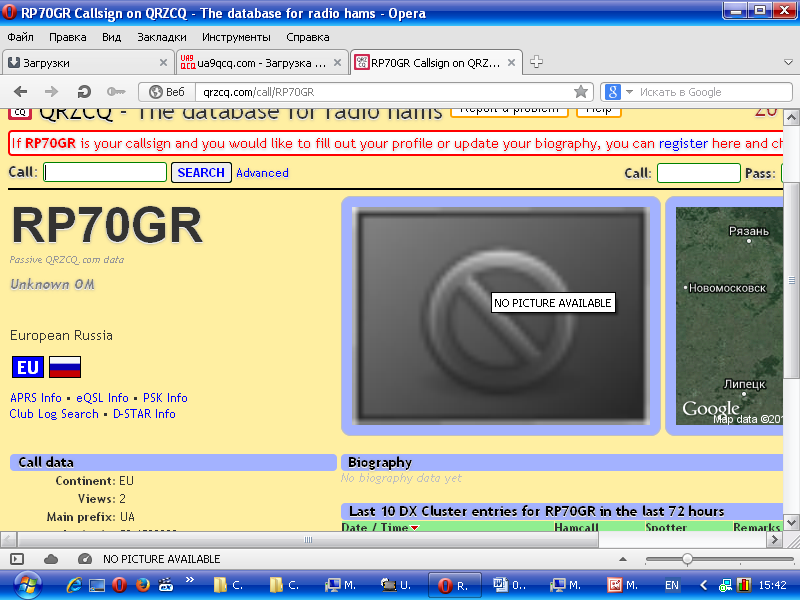 RP70GR Callsign on QRZCQ - The database for radio hams - Opera
Файл Правка Вид Закладки Инструменты Справка
Загрузки
ua9qcq.com - Загрузка ...
RP70GR Callsign on QRZ...
Веб
qrzcq.com/call/RP70GR
Искать в Google
QRZCQ - The database for radio hams
Report a problem
Help
If RP70GR is your callsign and you would like to fill out your profile or update your biography, you can register here and ch
Call:
SEARCH
Advanced
Call:
Pass:
RP70GR
Passive QRZCQ.com data
Unknown OM
European Russia
EU
APRS Info • eQSL Info • PSK Info
Club Log Search • D-STAR Info
NO PICTURE AVAILABLE
Рязань
Новомосковск
Липецк
Google
Map data ©201
Call data
Continent: EU
Views: 2
Main prefix: UA
Biography
No biography data yet
Last 10 DX Cluster entries for RP70GR in the last 72 hours
Date / Time
Hamcall
Spotter
Remarks
NO PICTURE AVAILABLE
С.
С.
М.
U.
R.
0..
М.
М.
EN
15:42